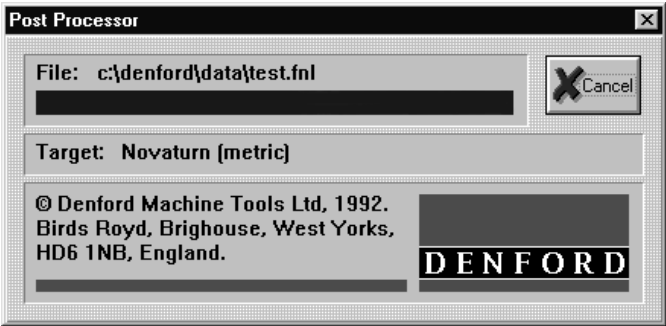 Post Processor
File: c:\denford\data\test.fnl
Cancel
Target: Novaturn (metric)
© Denford Machine Tools Ltd, 1992.
Birds Royd, Brighouse, West Yorks,
HD6 1NB, England.
DENFORD